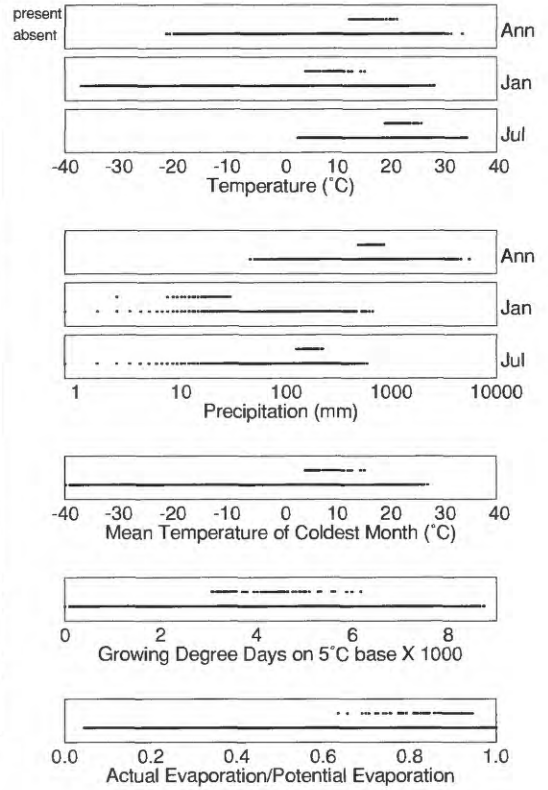 present
absent
Ann
Jan
Jul
-40 -20 -10 -20 0 10 20 30 40
Temperature (˚C)
Ann
Jan
Jul
1 10 100 1000 10000
Precipitation (mm)
-40 -20 -10 -20 0 10 20 30 40
Mean Temperature of Coldest Month (˚C)
0 2 4 6 8
Growing Degree Days on 5˚C base X 1000
0.0 0.2 0.4 0.6 0.8 1.0
Actual Evaporation/Potential Evaporation